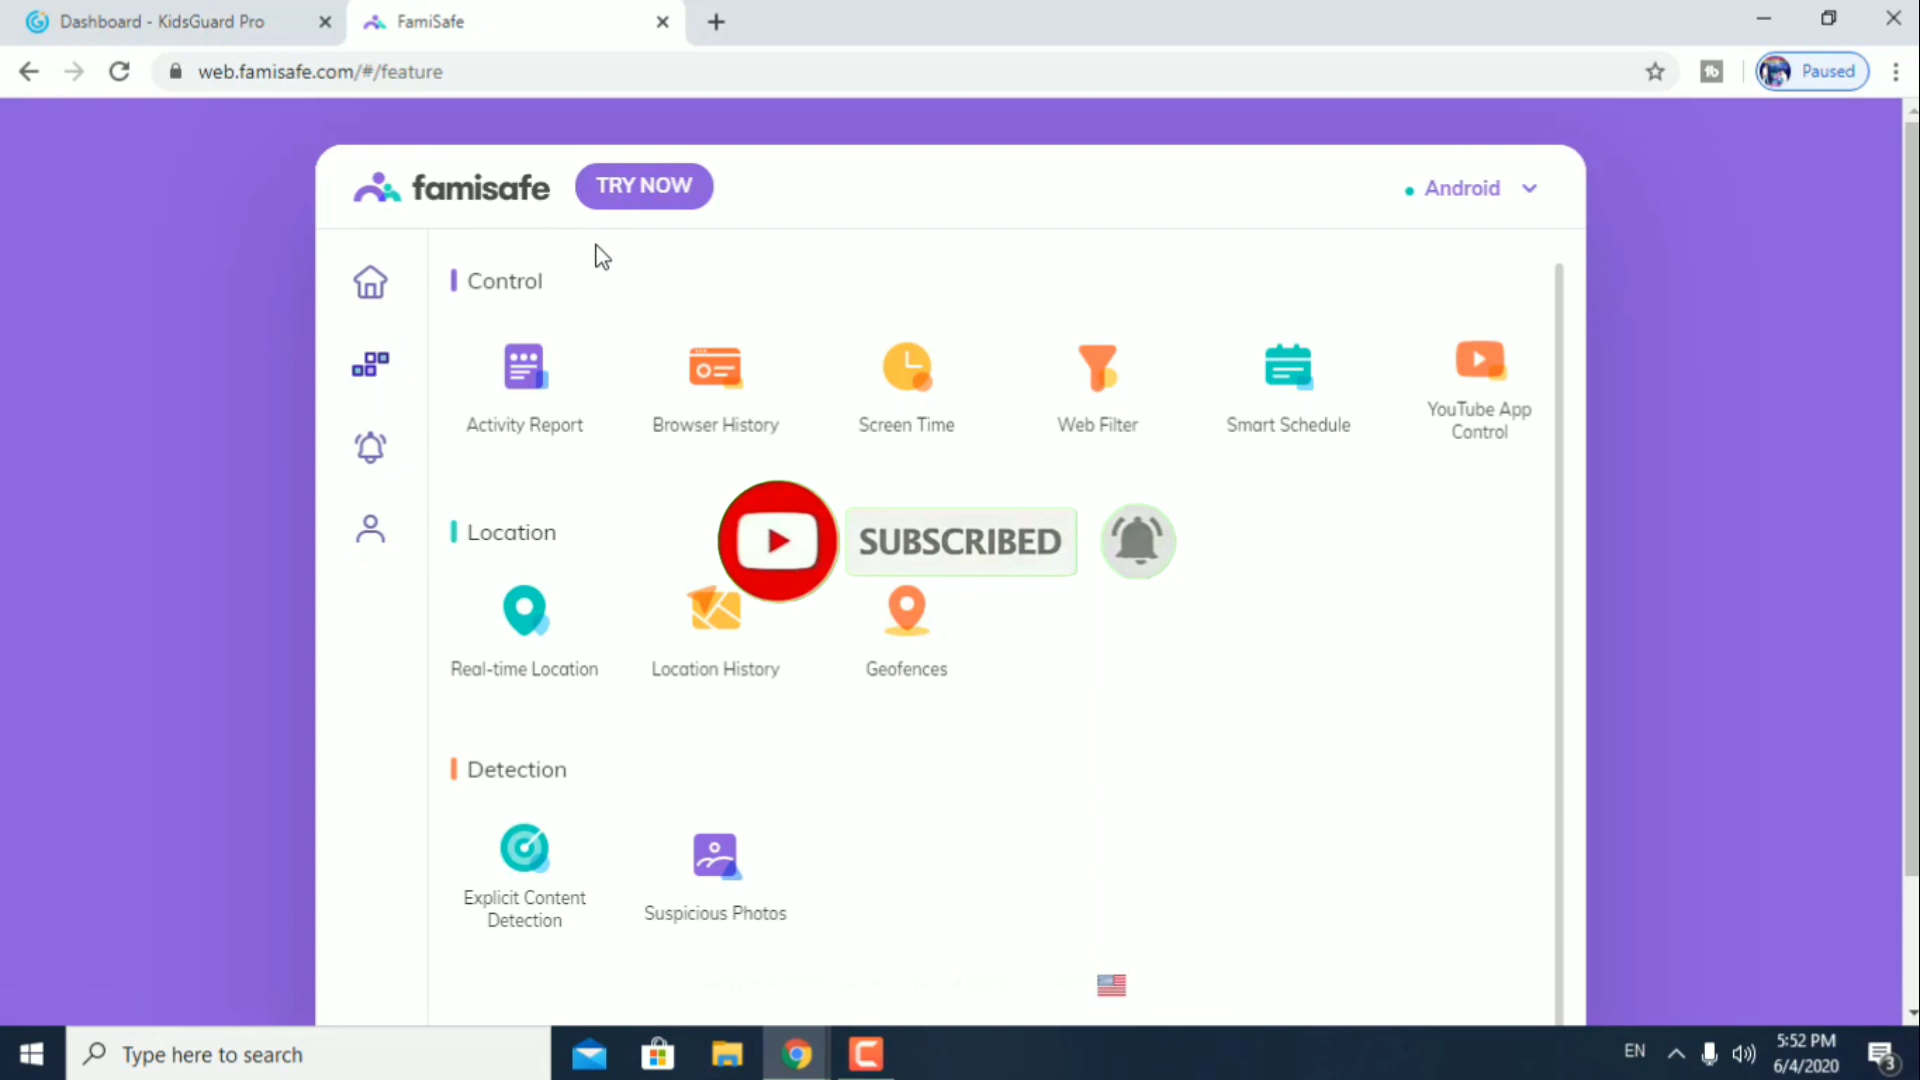 Dashboard - KidsGuard Pro
FamiSafe
web.famisafe.com/#/feature
Paused
famisafe
TRY NOW
Android
Control
Activity Report
Browser History
Screen Time
Web Filter
Smart Schedule
YouTube App
Control
Location
SUBSCRIBED
Real-time Location
Location History
Geofences
Detection
Explicit Content
Detection
Suspicious Photos
Type here to search
EN
5:52 PM
6/4/2020
3